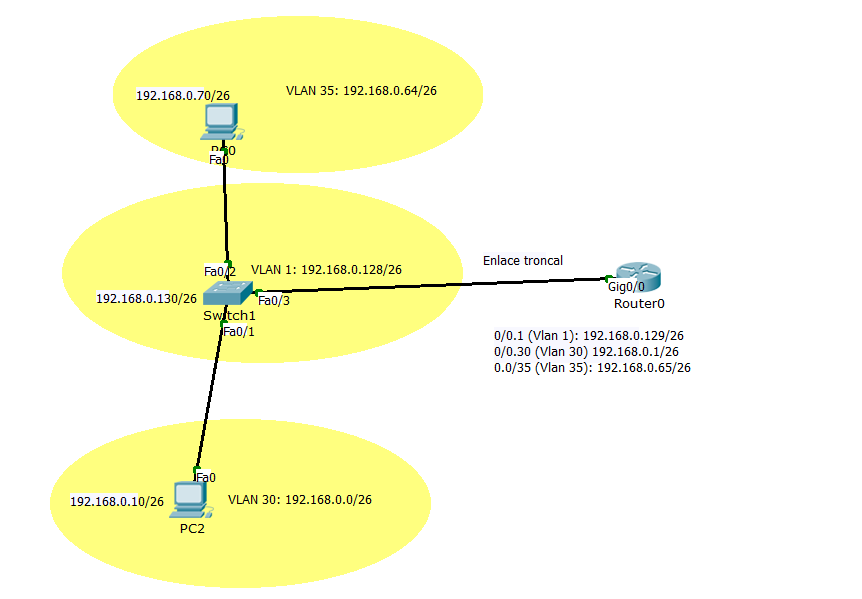 192.168.0.70/26
VLAN 35: 192.168.0.64/26
PC0
Fa0
Enlace troncal
Fa0/2
VLAN 1: 192.168.0.128/26
192.168.0.130/26
Fa0/3
Switch1
Fa0/1
Gig0/0
Router0
0/0.1 (Vlan 1): 192.168.0.129/26
0/0.30 (Vlan 30) 192.168.0.1/26
0.0/35 (Vlan 35): 192.168.0.65/26
Fa0
192.168.0.10/26
VLAN 30: 192.168.0.0/26
PC2